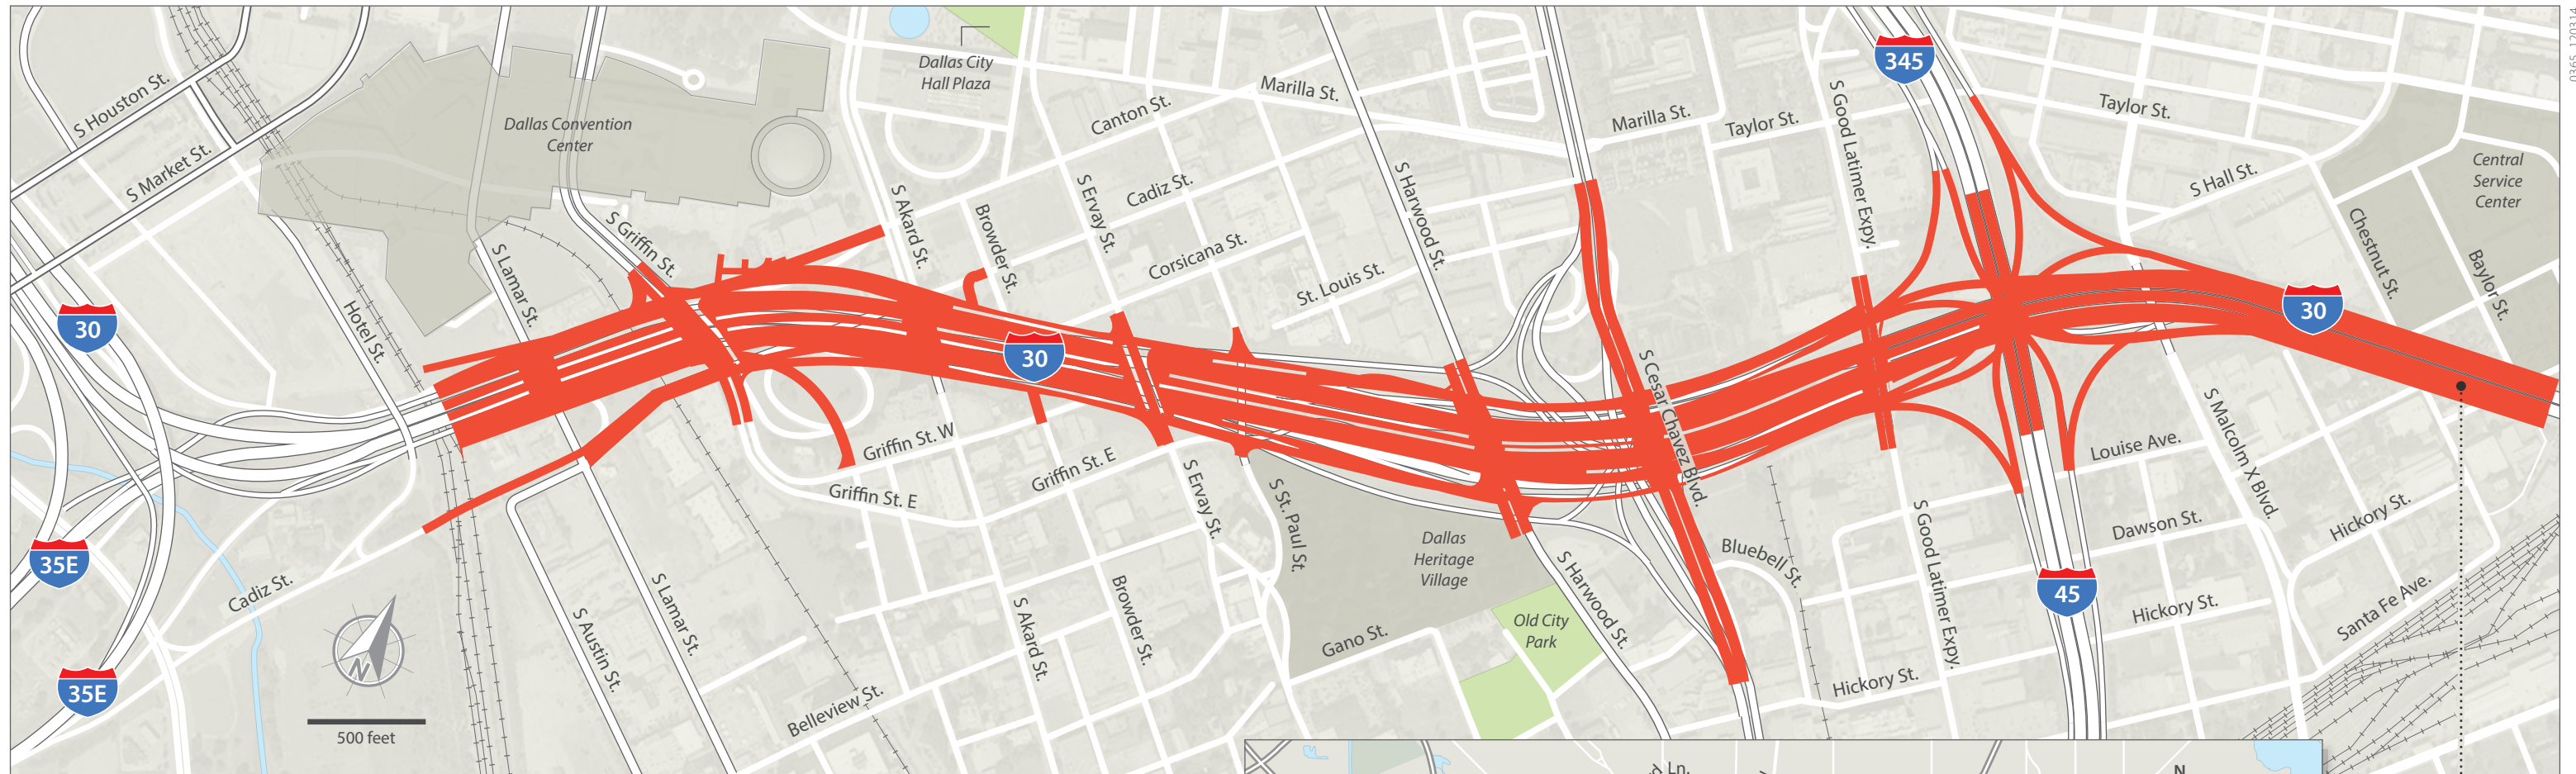 0365_120314
345
Dallas City
Hall Plaza
S Houston St.
Marilla St.
Canton St.
Marilla St.
Taylor St.
Taylor St.
Dallas Convention
Center
S Good Latimer Expy.
S Market St.
Central
Service
Center
S Hall St.
Cadiz St.
S Ervay St.
S Harwood St.
S Akard St.
Browder St.
S Griffin St.
Corsicana St.
Chestnut St.
Baylor St.
S Lamar St.
St. Louis St.
Hotel St.
30
30
30
S Cesar Chavez Blvd.
S Malcolm X Blvd.
Griffin St. W
Louise Ave.
Griffin St. E
Griffin St. E
S Ervay St.
S St. Paul St.
Hickory St.
Dawson St.
S Good Latimer Expy.
Dallas
Heritage
Village
Bluebell St.
35E
Cadiz St.
45
S Harwood St.
S Lamar St.
Browder St.
Santa Fe Ave.
Hickory St.
S Austin St.
S Akard St.
Old City
Park
Gano St.
N
35E
Hickory St.
Belleview St.
500 feet
Ln.
N